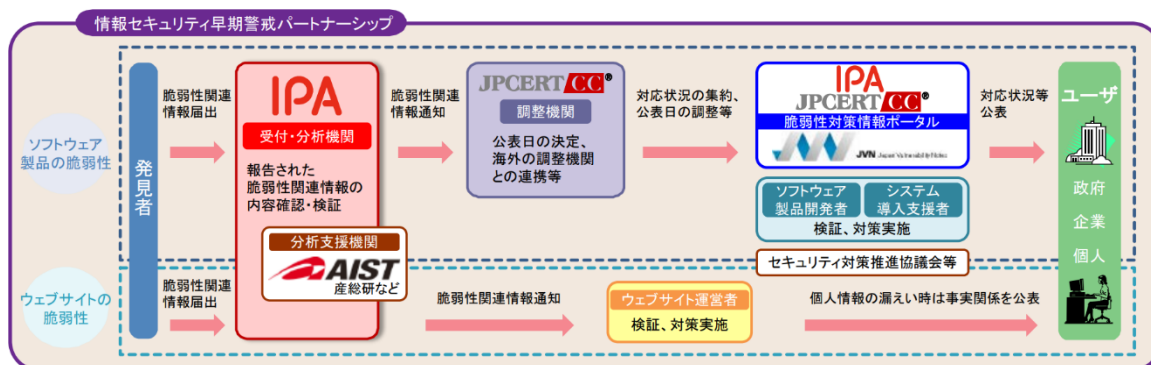 情報セキュリティ早期警戒パートナーシップ
ソフトウェア
製品の脆弱性
発見者
脆弱性関連
情報届出
IPA
受付・分析機関
報告された
脆弱性関連情報の
内容確認・検証
分析支援機関
AIST
産総研など
脆弱性関連
情報通知
JPCERT CC®
調整機関
公表日の決定、
海外の調整機関
との連携等
対応状況の集約、
公表日の調整等
IPA
JPCERT CC®
脆弱性対策情報ポータル
JVN Japan Vulnerability Notes
ソフトウェア
製品開発者
システム
導入支援者
検証、対策実施
セキュリティ対策推進協議会等
対応状況等
公表
ユーザ
政府
企業
個人
ウェブサイトの
脆弱性
脆弱性関連
情報届出
脆弱性関連情報通知
ウェブサイト運営者
検証、対策実施
個人情報の漏えい時は事実関係を公表